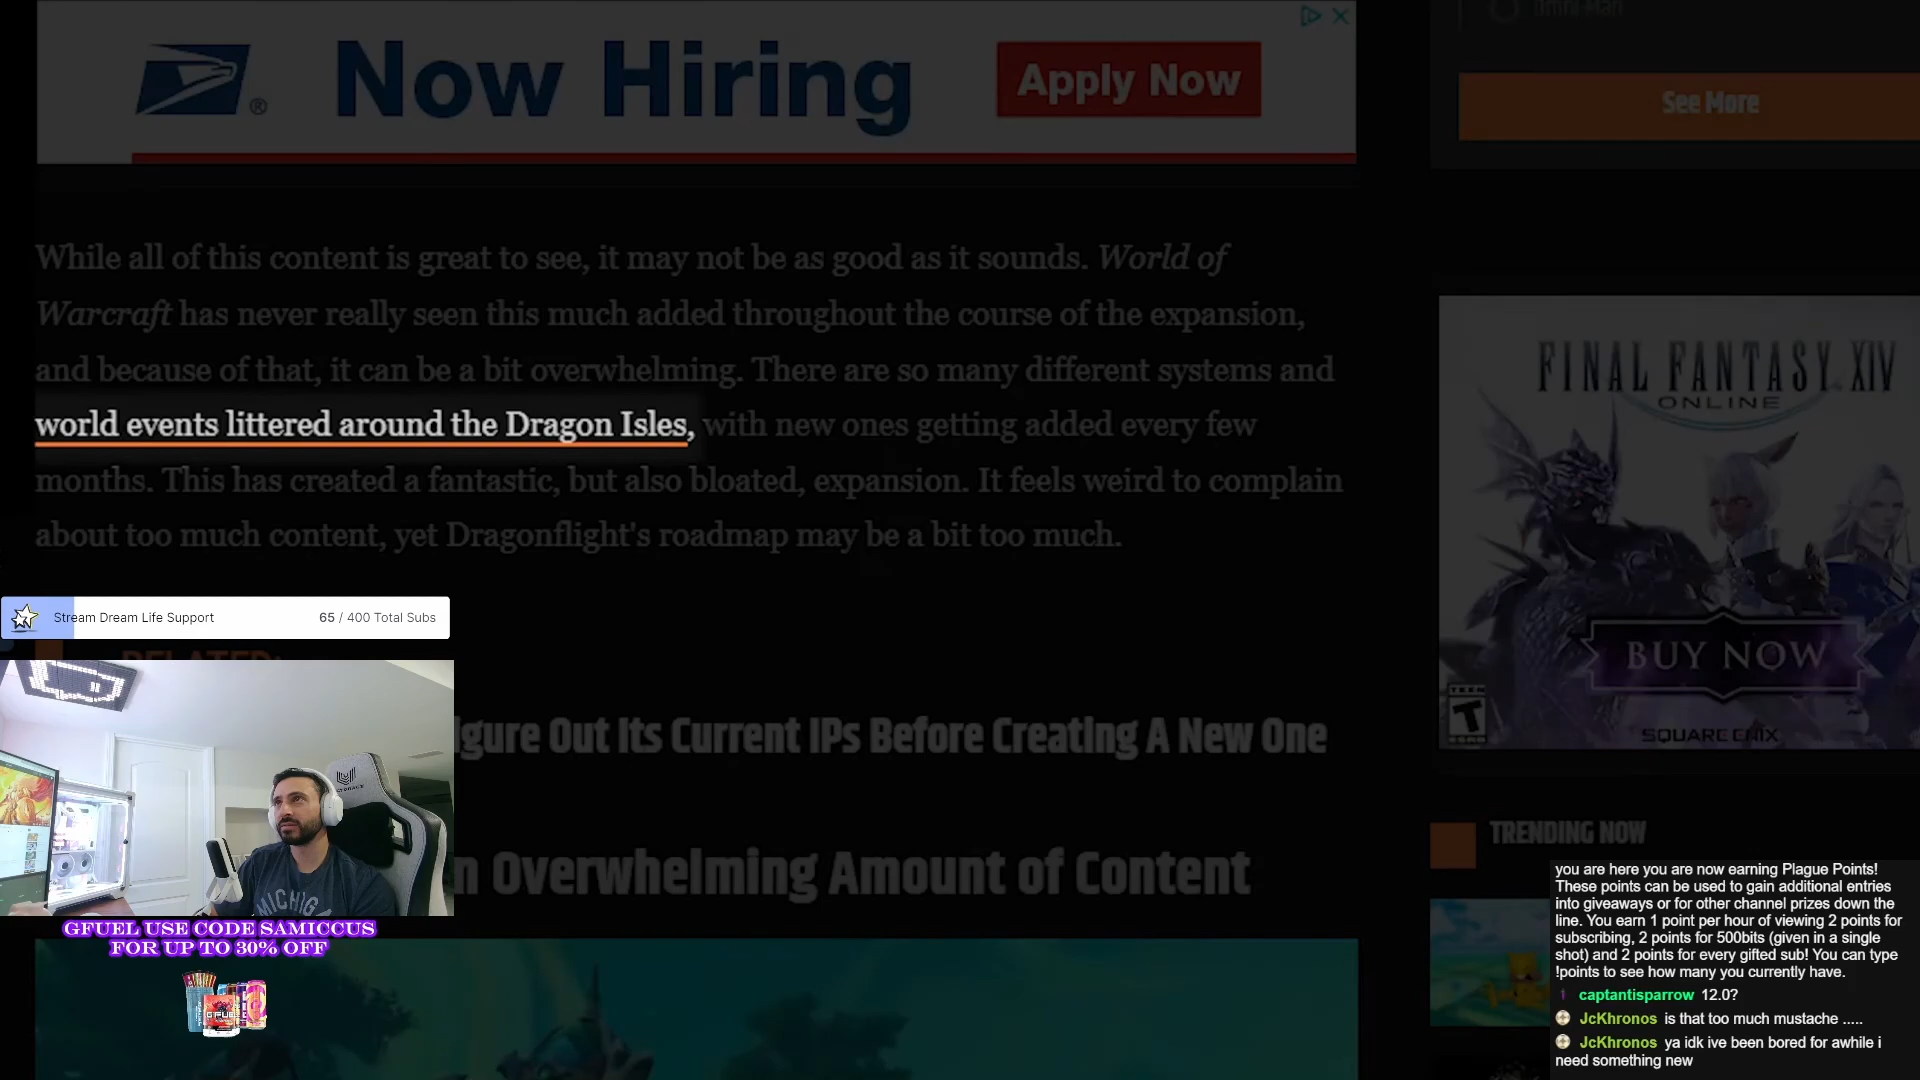 Now Hiring
Apply Now
See More
While all of this content is great to see, it may not be as good as it sounds. World of
Warcraft has never really seen this much added throughout the course of the expansion,
and because of that, it can be a bit overwhelming. There are so many different systems and
world events littered around the Dragon Isles, with new ones getting added every few
months. This has created a fantastic, but also bloated, expansion. It feels weird to complain
about too much content, yet Dragonflight's roadmap may be a bit too much.
FINAL FANTASY XIV
ONLINE
BUY NOW
TEEN
T
ESRB
SQUARE ENIX
Stream Dream Life Support
65 / 400 Total Subs
RELATED:
igure Out Its Current IPs Before Creating A New One
n Overwhelming Amount of Content
TRENDING NOW
MICHIGA
GFUEL USE CODE SAMICCUS
FOR UP TO 30% OFF
G FUEL
you are here you are now earning Plague Points!
These points can be used to gain additional entries
into giveaways or for other channel prizes down the
line. You earn 1 point per hour of viewing 2 points for
subscribing, 2 points for 500bits (given in a single
shot) and 2 points for every gifted sub! You can type
!points to see how many you currently have.
captantisparrow 12.0?
JcKhronos is that too much mustache .....
JcKhronos ya idk ive been bored for awhile i
need something new